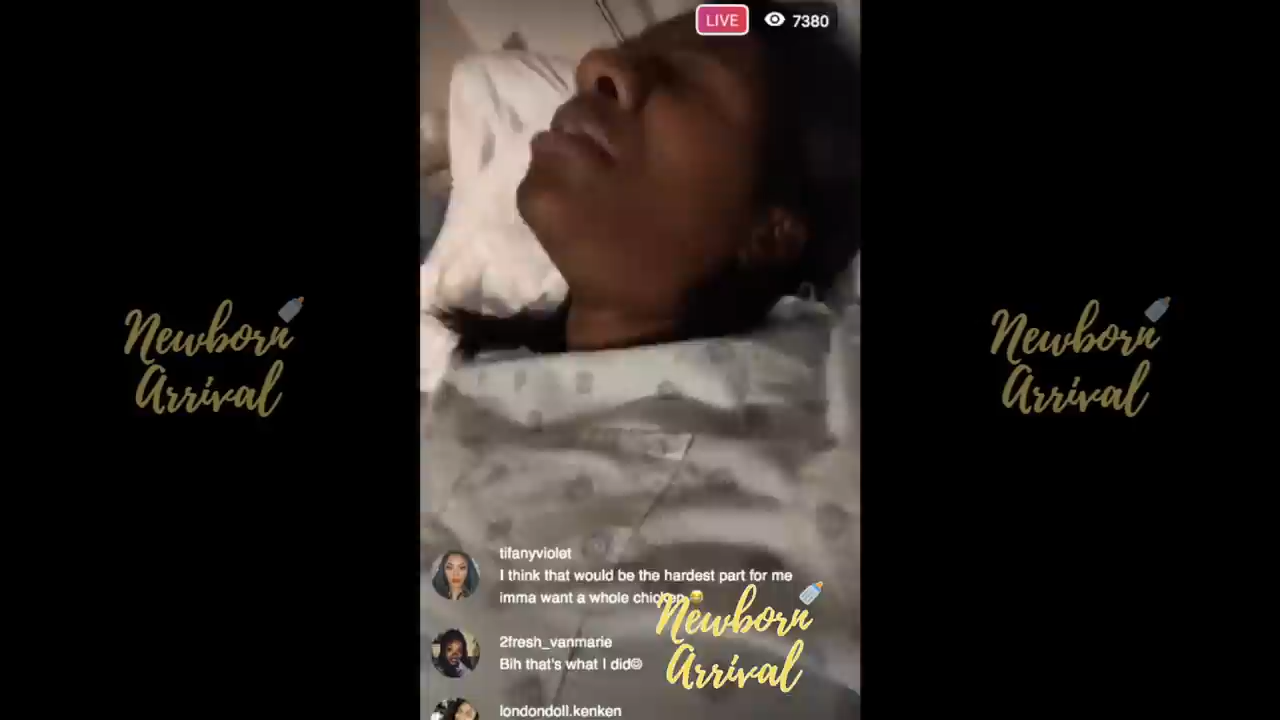 LIVE 7380
Newborn
Arrival
Newborn
Arrival
tifanyviolet
I think that would be the hardest part for me
imma want a whole chicken 😂
Newborn
Arrival
2fresh_vanmarie
Bih that's what I did
londondoll.kenken